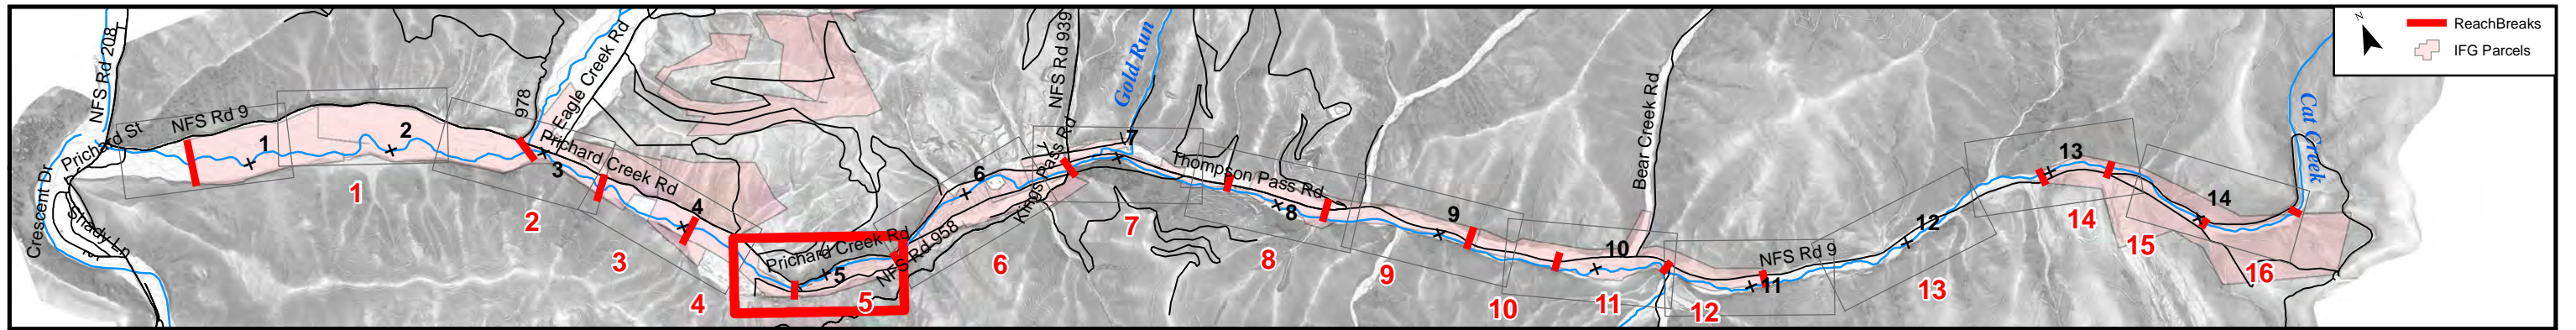 NFS Rd 208
Prichard St
NFS Rd 9
Crescent Dr
Shady Ln
1
2
978
Eagle Creek Rd
3
Prichard Creek Rd
4
Prichard Creek Rd
5
NFS Rd 958
6
Kings Pass Rd
NFS Rd 939
Gold Run
7
Thompson Pass Rd
8
9
Bear Creek Rd
10
NFS Rd 9
11
12
13
14
Cat Creek
1
2
3
4
5
6
7
8
9
10
11
12
13
14
15
16
N
ReachBreaks
IFG Parcels